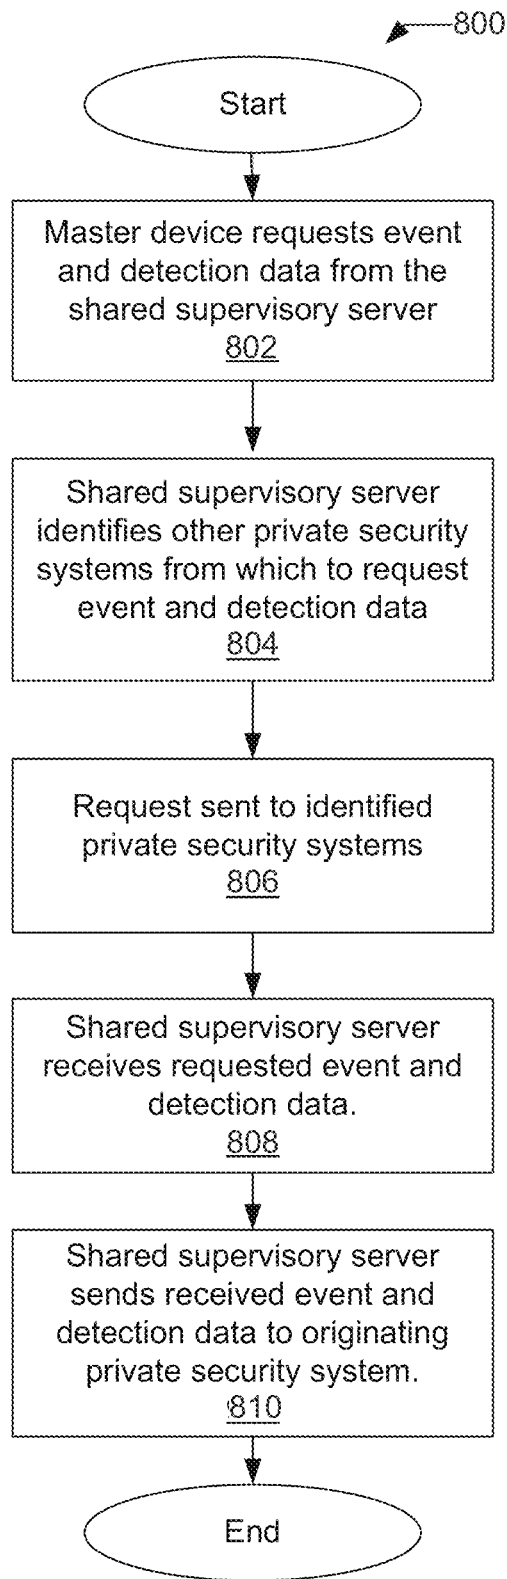 800
Start
Master device requests event
and detection data from the
shared supervisory server
802
Shared supervisory server
identifies other private security
systems from which to request
event and detection data
804
Request sent to identified
private security systems
806
Shared supervisory server
receives requested event and
detection data.
808
Shared supervisory server
sends received event and
detection data to originating
private security system.
810
End